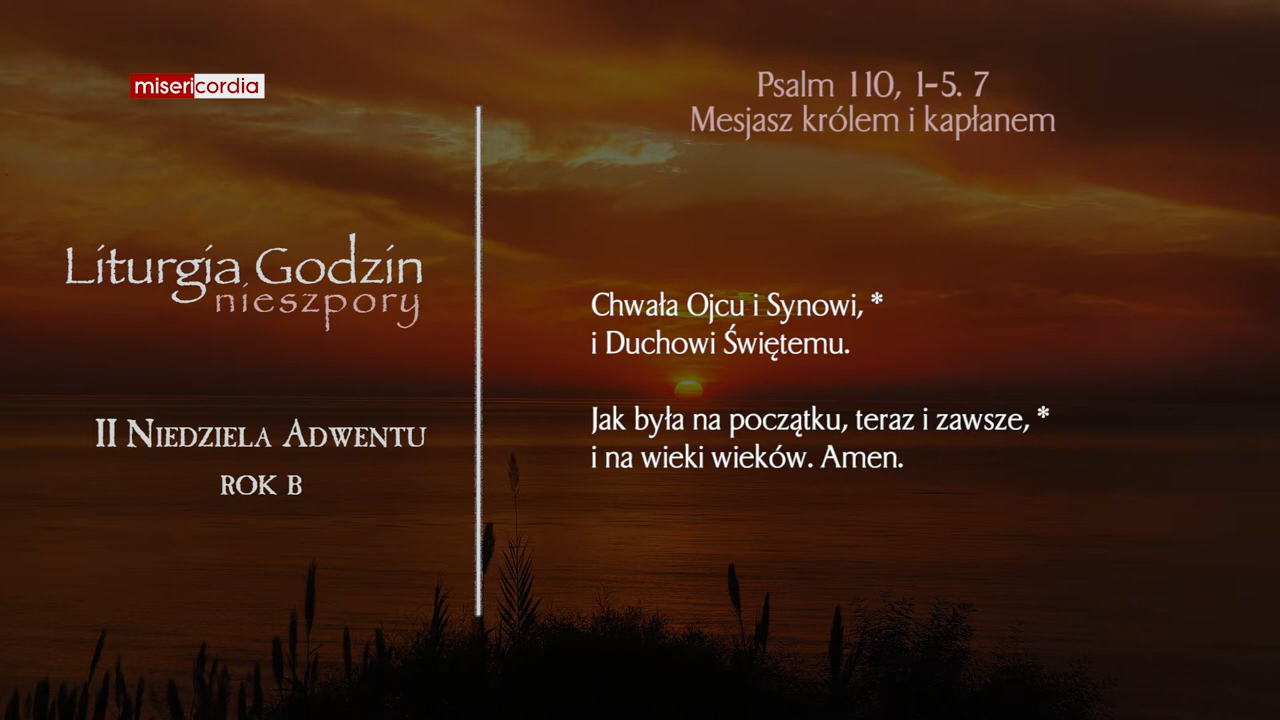 misericordia
Liturgia Godzin
nieszpory
II Niedziela Adwentu
rok B
Psalm 110, 1-5. 7
Mesjasz królem i kapłanem
Chwała Ojcu i Synowi, *
i Duchowi Świętemu.
Jak była na początku, teraz i zawsze, *
i na wieki wieków. Amen.